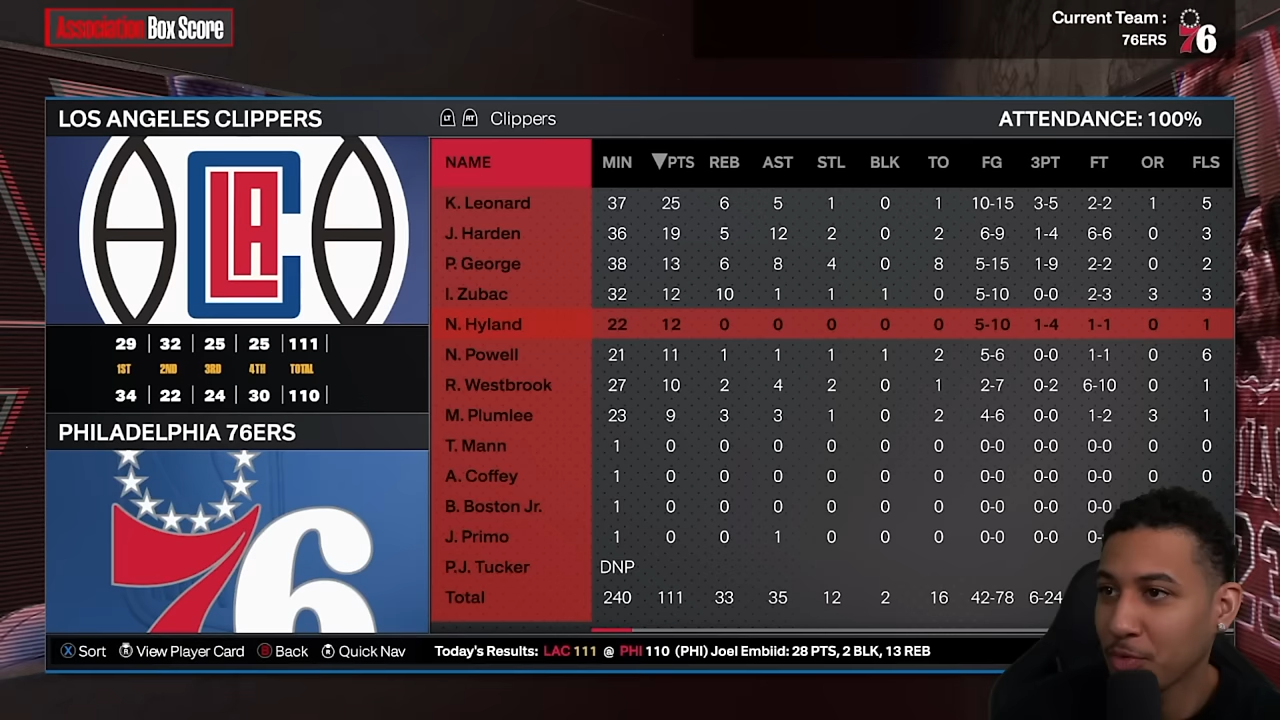 Association Box Score
Current Team :
76ERS
76
LOS ANGELES CLIPPERS
Clippers
ATTENDANCE: 100%
LA
NAME MIN PTS REB AST STL BLK TO FG 3PT FT OR FLS
K. Leonard 37 25 6 5 1 0 1 10-15 3-5 2-2 1 5
J. Harden 36 19 5 12 2 0 2 6-9 1-4 6-6 0 3
P. George 38 13 6 8 4 0 8 5-15 1-9 2-2 0 2
I. Zubac 32 12 10 1 1 1 0 5-10 0-0 2-3 3 3
N. Hyland 22 12 0 0 0 0 0 5-10 1-4 1-1 0 1
N. Powell 21 11 1 1 1 1 2 5-6 0-0 1-1 0 6
R. Westbrook 27 10 2 4 2 0 1 2-7 0-2 6-10 0 1
M. Plumlee 23 9 3 3 1 0 2 4-6 0-0 1-2 3 1
T. Mann 1 0 0 0 0 0 0 0-0 0-0 0-0 0 0
A. Coffey 1 0 0 0 0 0 0 0-0 0-0 0-0 0 0
B. Boston Jr. 1 0 0 0 0 0 0 0-0 0-0 0-0
J. Primo 1 0 0 1 0 0 0 0-0 0-0 0-
P.J. Tucker DNP
Total 240 111 33 35 12 2 16 42-78 6-24
29 32 25 25 111
1ST 2ND 3RD 4TH TOTAL
34 22 24 30 110
PHILADELPHIA 76ERS
76
X Sort R View Player Card B Back Quick Nav
Today's Results: LAC 111 @ PHI 110 (PHI) Joel Embiid: 28 PTS, 2 BLK, 13 REB